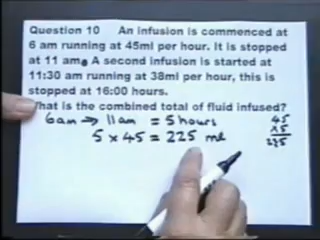 Question 10 An infusion is commenced at
6 am running at 45ml per hour. It is stopped
at 11 am. A second infusion is started at
11:30 am running at 38ml per hour, this is
stopped at 16:00 hours.
What is the combined total of fluid infused?
6am → 11am = 5 hours
5 x 45 = 225 ml
45
x5
225